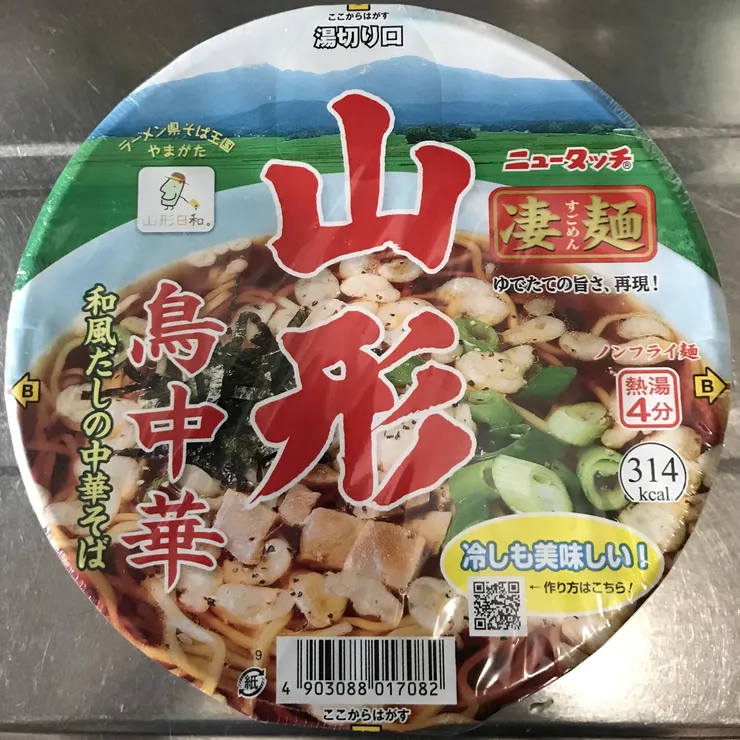 ここからはがす
湯切り口
ラーメン県そば王国
やまがた
山形日和。
山形
鳥中華
和風だしの中華そば
ニュータッチ®
凄麺
すごめん
ゆでたての旨さ、再現!
ノンフライ麺
熱湯
4分
314
kcal
B
B
冷しも美味しい!
←作り方はこちら!
9
紙
4 903088 017082
ここからはがす